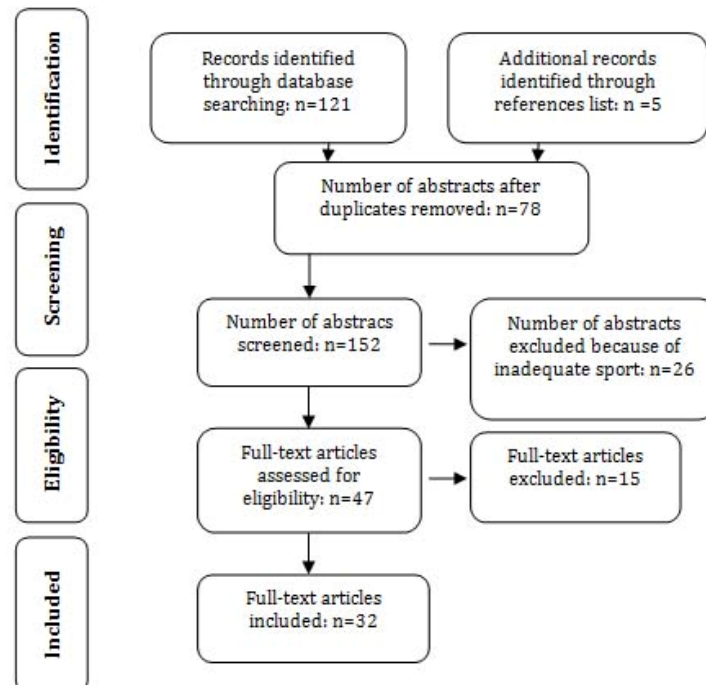 Identification
Records identified
through database
searching: n=121
Additional records
identified through
references list: n =5
Number of abstracts after
duplicates removed: n=78
Screening
Number of abstracs
screened: n=152
Number of abstracts
excluded because of
inadequate sport: n=26
Eligibility
Full-text articles
assessed for
eligibility: n=47
Full-text articles
excluded: n=15
Included
Full-text articles
included: n=32